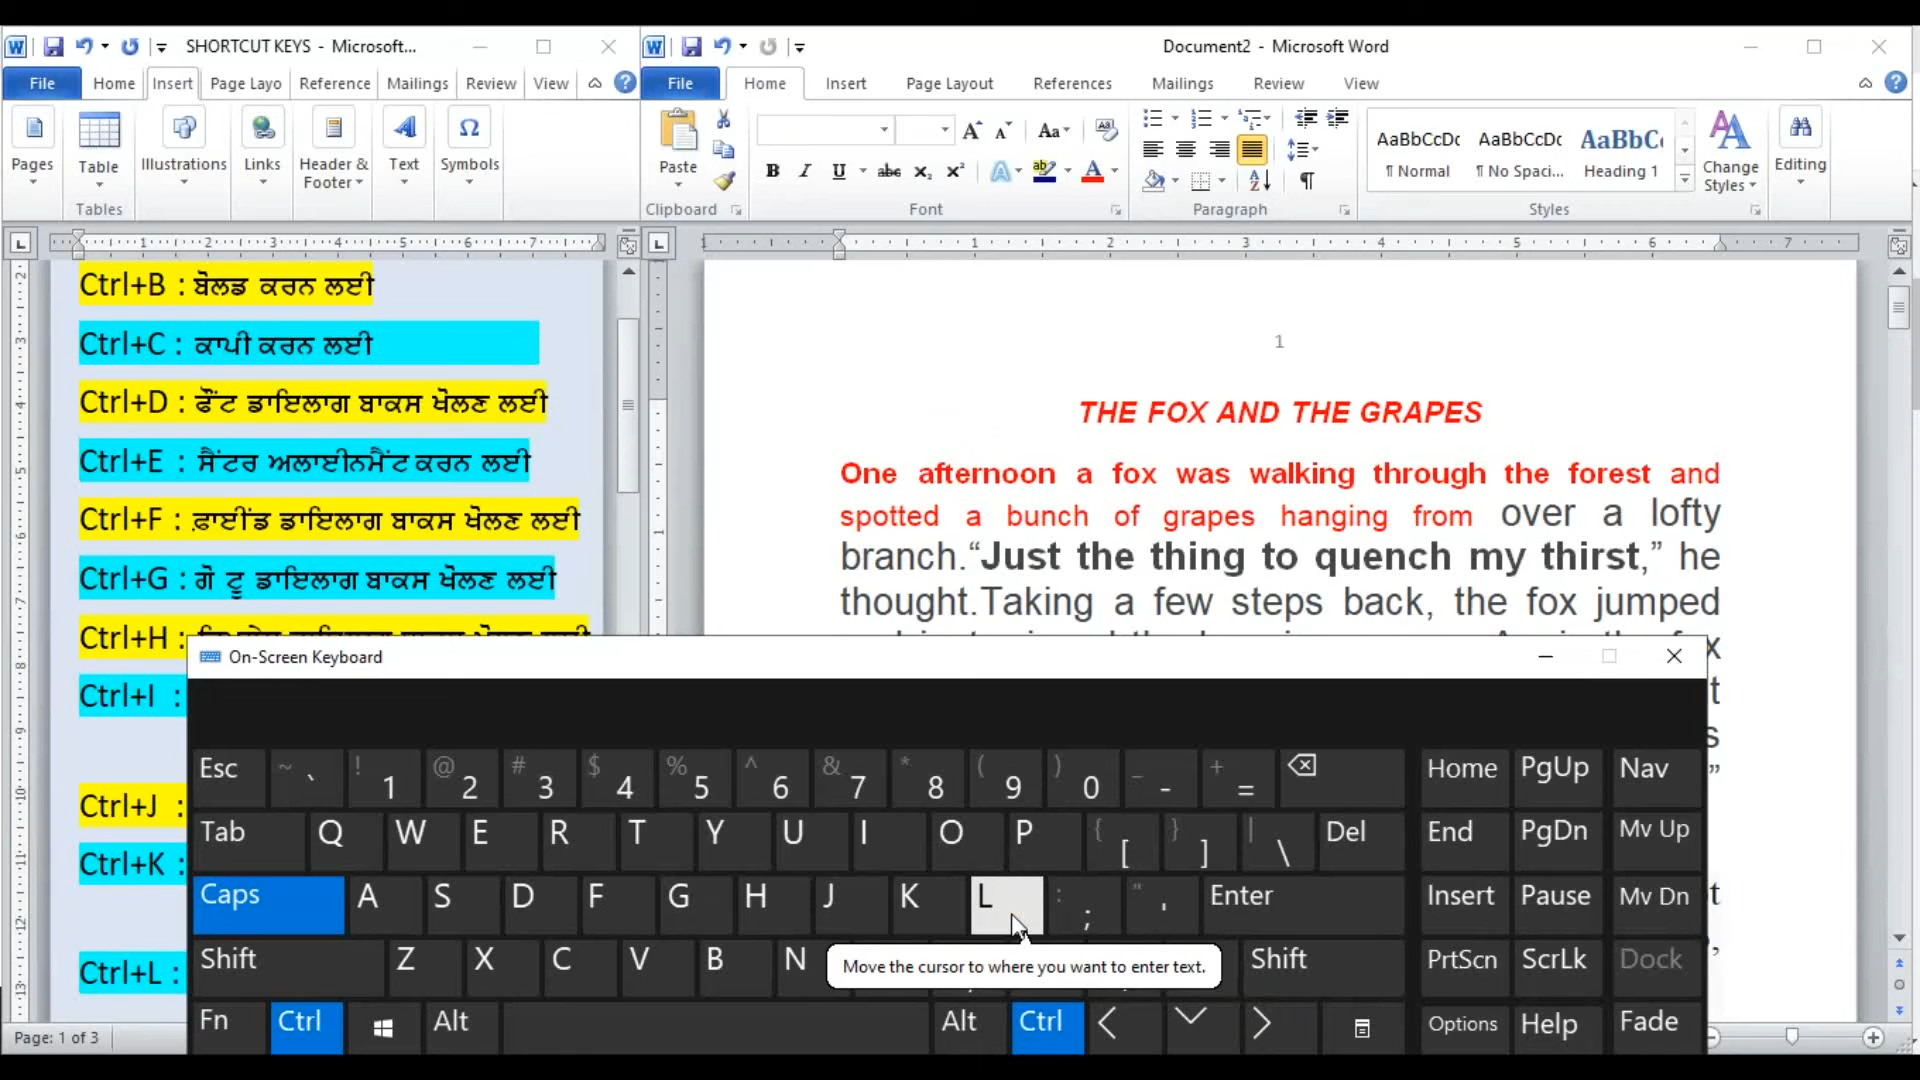 SHORTCUT KEYS - Microsoft...
File Home Insert Page Layo Reference Mailings Review View
Pages Table Illustrations Links Header & Footer Text Symbols
Tables
Ctrl+B : ਬੋਲਡ ਕਰਨ ਲਈ
Ctrl+C : ਕਾਪੀ ਕਰਨ ਲਈ
Ctrl+D : ਫੌਂਟ ਡਾਇਲਾਗ ਬਾਕਸ ਖੋਲਣ ਲਈ
Ctrl+E : ਸੈਂਟਰ ਅਲਾਈਨਮੈਂਟ ਕਰਨ ਲਈ
Ctrl+F : ਫ਼ਾਈਂਡ ਡਾਇਲਾਗ ਬਾਕਸ ਖੋਲਣ ਲਈ
Ctrl+G : ਗੋ ਟੂ ਡਾਇਲਾਗ ਬਾਕਸ ਖੋਲਣ ਲਈ
Ctrl+H :
Ctrl+I :
Ctrl+J :
Ctrl+K :
Ctrl+L :
Page: 1 of 3
Document2 - Microsoft Word
File Home Insert Page Layout References Mailings Review View
Paste
AaBbCcDc AaBbCcDc AaBbC
¶ Normal ¶ No Spaci... Heading 1
Change Styles Editing
Clipboard Font Paragraph Styles
1
THE FOX AND THE GRAPES
One afternoon a fox was walking through the forest and
spotted a bunch of grapes hanging from over a lofty
branch.“Just the thing to quench my thirst,” he
thought.Taking a few steps back, the fox jumped
On-Screen Keyboard
Esc ~ ` ! 1 @ 2 # 3 $ 4 % 5 ^ 6 & 7 * 8 ( 9 ) 0 _ - + = Home PgUp Nav
Tab Q W E R T Y U I O P { [ } ] | \ Del End PgDn Mv Up
Caps A S D F G H J K L : ; " ' Enter Insert Pause Mv Dn
Shift Z X C V B N Shift PrtScn ScrLk Dock
Move the cursor to where you want to enter text.
Fn Ctrl Alt Alt Ctrl Options Help Fade